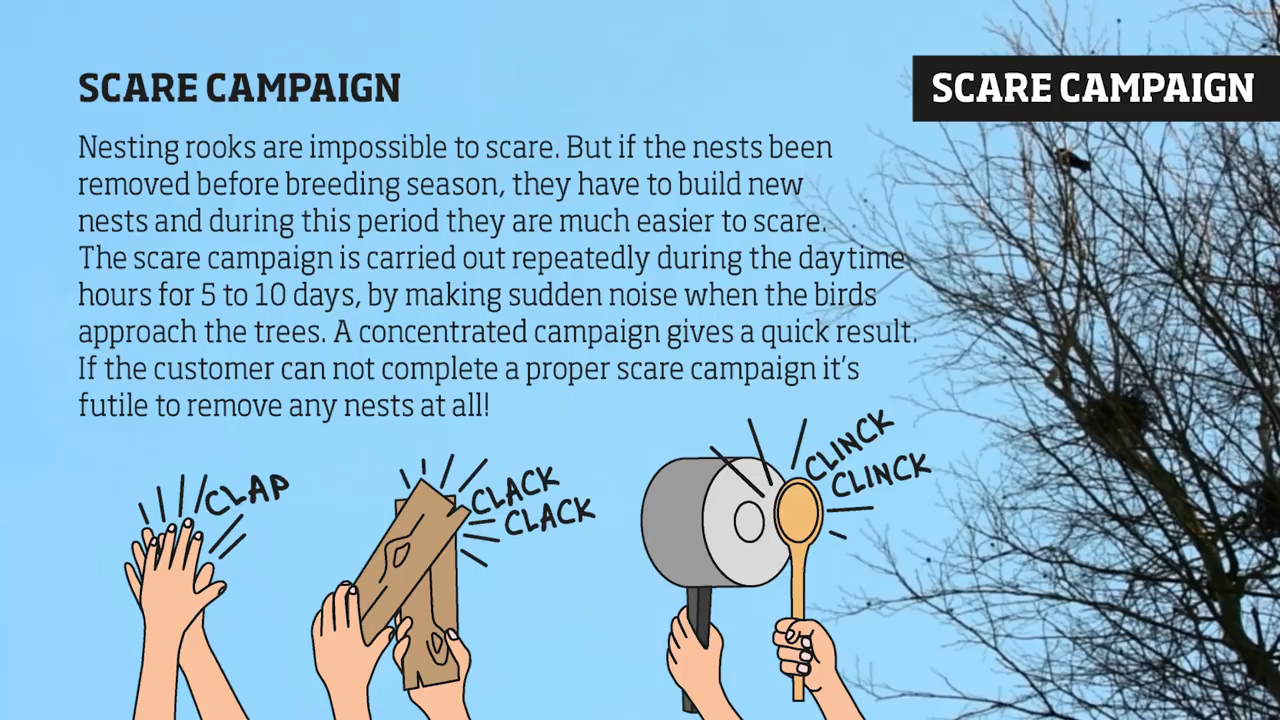 SCARE CAMPAIGN
SCARE CAMPAIGN
Nesting rooks are impossible to scare. But if the nests been
removed before breeding season, they have to build new
nests and during this period they are much easier to scare.
The scare campaign is carried out repeatedly during the daytime
hours for 5 to 10 days, by making sudden noise when the birds
approach the trees. A concentrated campaign gives a quick result.
If the customer can not complete a proper scare campaign it's
futile to remove any nests at all!
CLAP
CLACK
CLACK
CLINCK
CLINCK